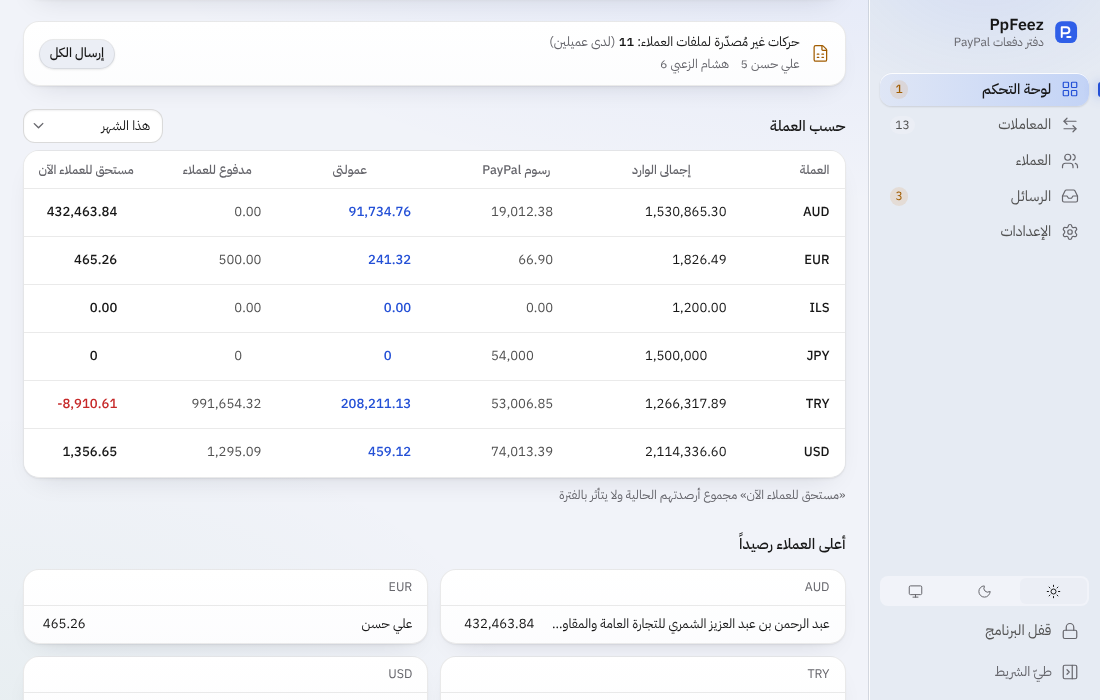 PpFeez
دفتر دفعات PayPal
لوحة التحكم 1
المعاملات 13
العملاء
الرسائل 3
الإعدادات
قفل البرنامج
طيّ الشريط
حركات غير مُصدّرة لملفات العملاء: 11 (لدى عميلين)
علي حسن 5 هشام الزعبي 6
إرسال الكل
حسب العملة
هذا الشهر
العملة إجمالي الوارد رسوم PayPal عمولتي مدفوع للعملاء مستحق للعملاء الآن
AUD 1,530,865.30 19,012.38 91,734.76 0.00 432,463.84
EUR 1,826.49 66.90 241.32 500.00 465.26
ILS 1,200.00 0.00 0.00 0.00 0.00
JPY 1,500,000 54,000 0 0 0
TRY 1,266,317.89 53,006.85 208,211.13 991,654.32 -8,910.61
USD 2,114,336.60 74,013.39 459.12 1,295.09 1,356.65
«مستحق للعملاء الآن» مجموع أرصدتهم الحالية ولا يتأثر بالفترة
أعلى العملاء رصيداً
AUD
عبد الرحمن بن عبد العزيز الشمري للتجارة العامة والمقاو... 432,463.84
EUR
علي حسن 465.26
TRY
USD